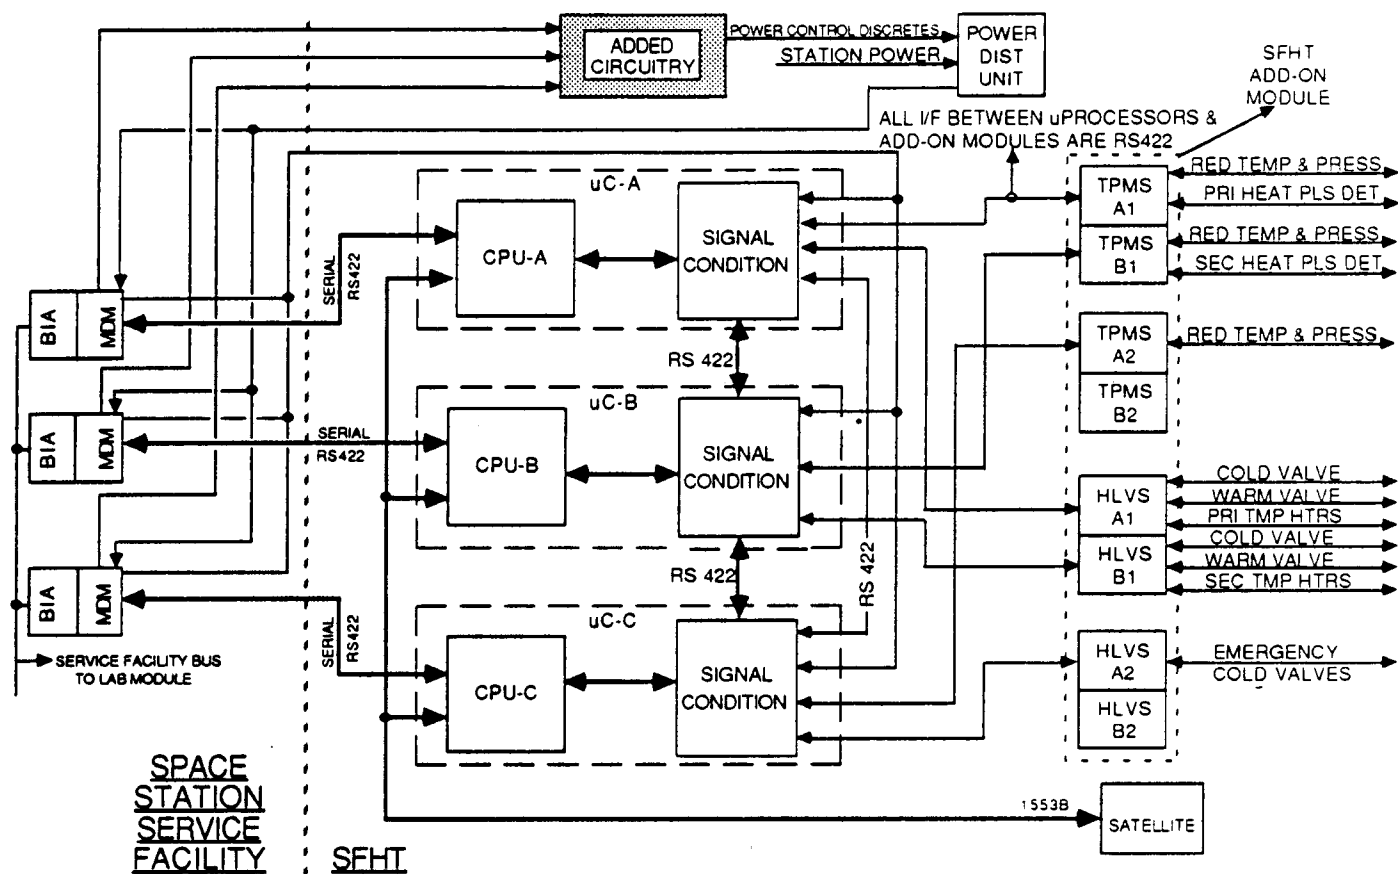 ADDED
CIRCUITRY
POWER CONTROL DISCRETES
STATION POWER
POWER
DIST
UNIT
SFHT
ADD-ON
MODULE
ALL I/F BETWEEN uPROCESSORS &
ADD-ON MODULES ARE RS422
uC-A
CPU-A
SIGNAL
CONDITION
SERIAL
RS422
BIA
MDM
TPMS
A1
RED TEMP & PRESS
PRI HEAT PLS DET
TPMS
B1
RED TEMP & PRESS
SEC HEAT PLS DET
RS 422
TPMS
A2
RED TEMP & PRESS
TPMS
B2
uC-B
CPU-B
SIGNAL
CONDITION
SERIAL
RS422
BIA
MDM
HLVS
A1
COLD VALVE
WARM VALVE
PRI TMP HTRS
HLVS
B1
COLD VALVE
WARM VALVE
SEC TMP HTRS
RS 422
RS 422
uC-C
CPU-C
SIGNAL
CONDITION
SERIAL
RS422
BIA
MDM
HLVS
A2
EMERGENCY
COLD VALVES
HLVS
B2
SERVICE FACILITY BUS
TO LAB MODULE
1553B
SATELLITE
SPACE
STATION
SERVICE
FACILITY
SFHT